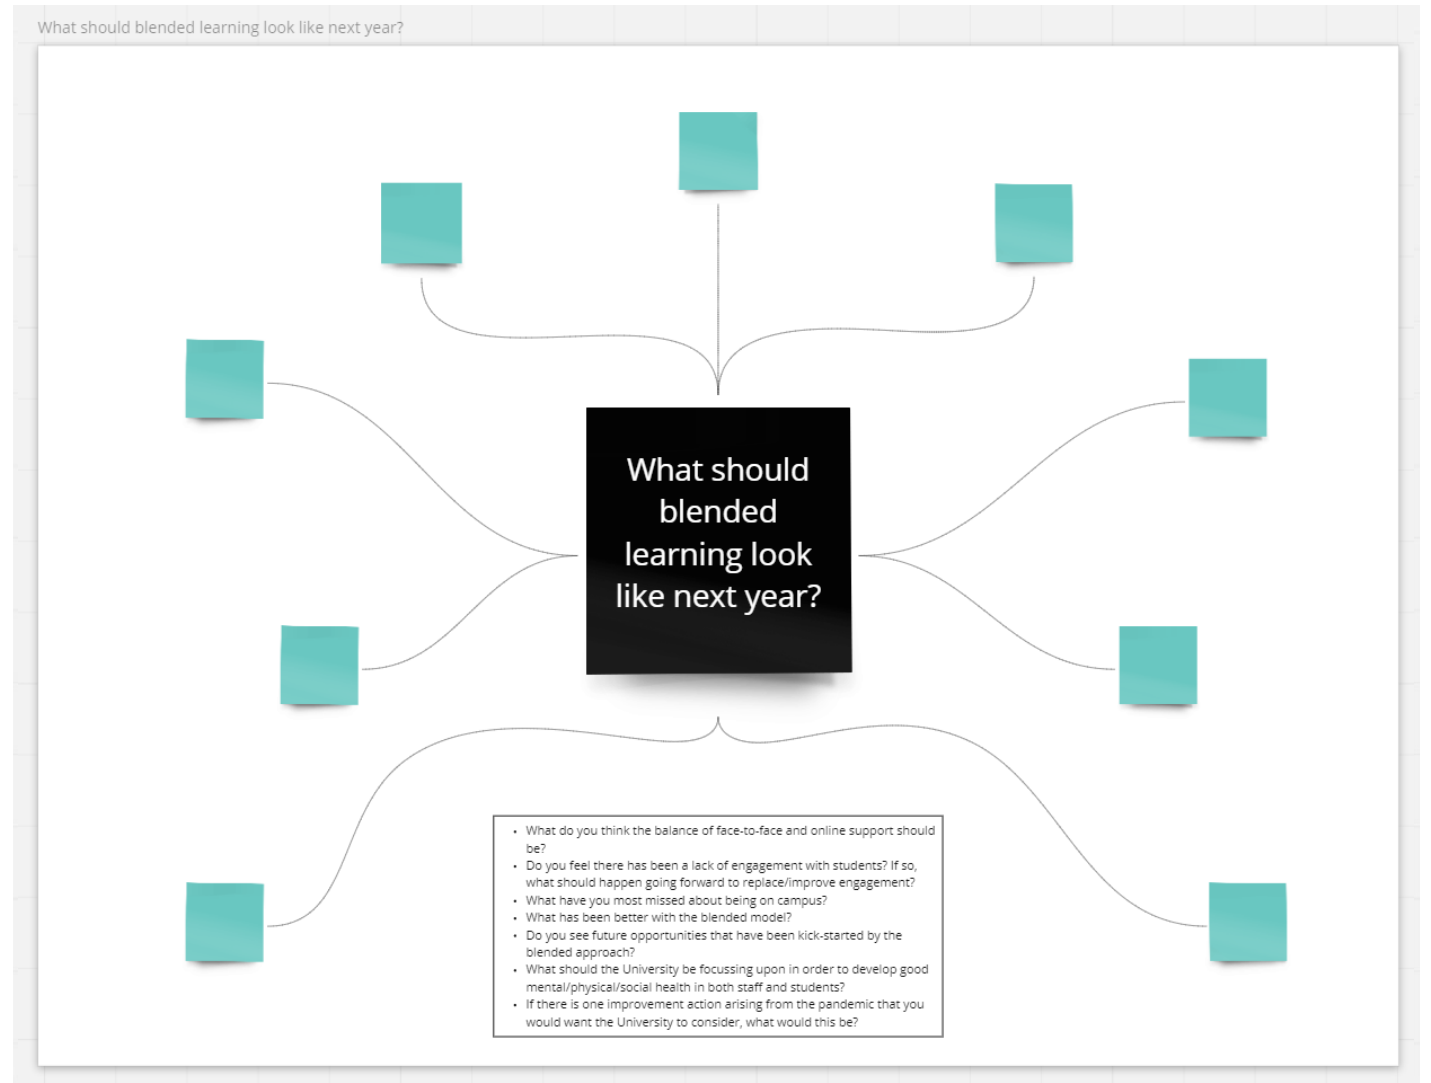 What should blended learning look like next year?
What should
blended
learning look
like next year?
• What do you think the balance of face-to-face and online support should
be?
• Do you feel there has been a lack of engagement with students? If so,
what should happen going forward to replace/improve engagement?
• What have you most missed about being on campus?
• What has been better with the blended model?
• Do you see future opportunities that have been kick-started by the
blended approach?
• What should the University be focussing upon in order to develop good
mental/physical/social health in both staff and students?
• If there is one improvement action arising from the pandemic that you
would want the University to consider, what would this be?